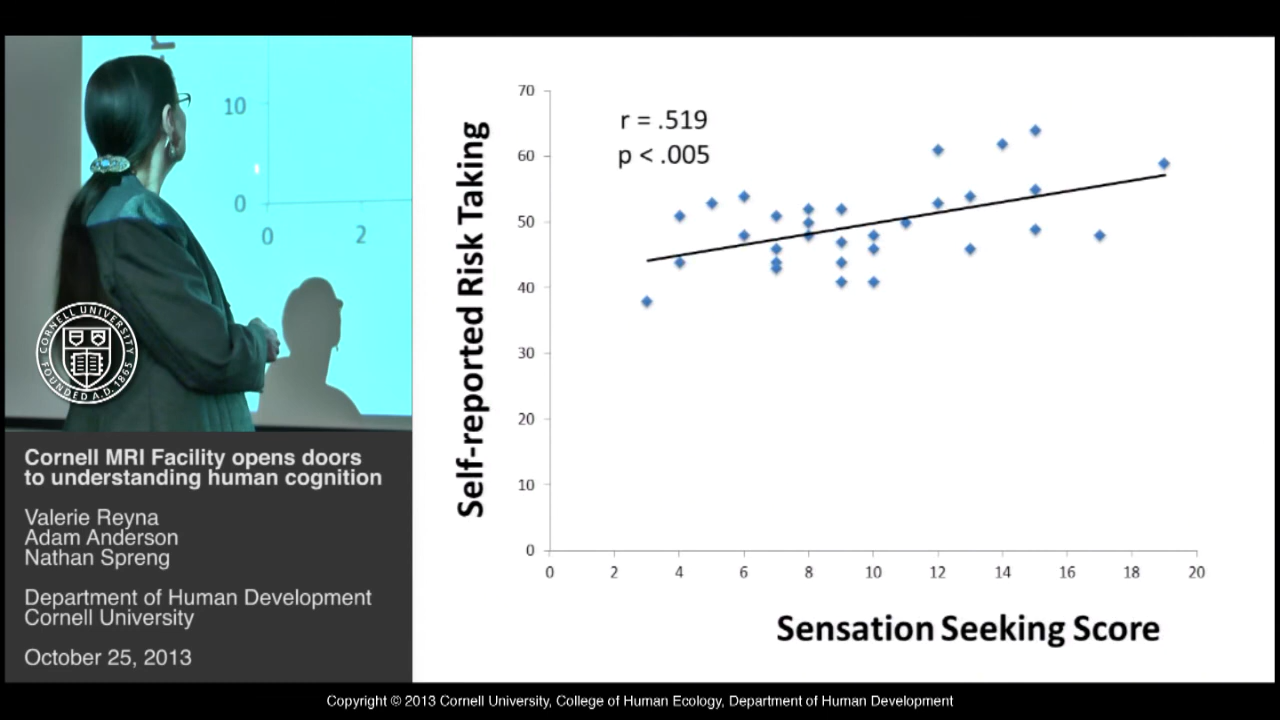 10
0
0
2
CORNELL UNIVERSITY
FOUNDED A.D. 1865
Cornell MRI Facility opens doors
to understanding human cognition
Valerie Reyna
Adam Anderson
Nathan Spreng
Department of Human Development
Cornell University
October 25, 2013
r = .519
p < .005
Self-reported Risk Taking
70
60
50
40
30
20
10
0
0 2 4 6 8 10 12 14 16 18 20
Sensation Seeking Score
Copyright © 2013 Cornell University, College of Human Ecology, Department of Human Development